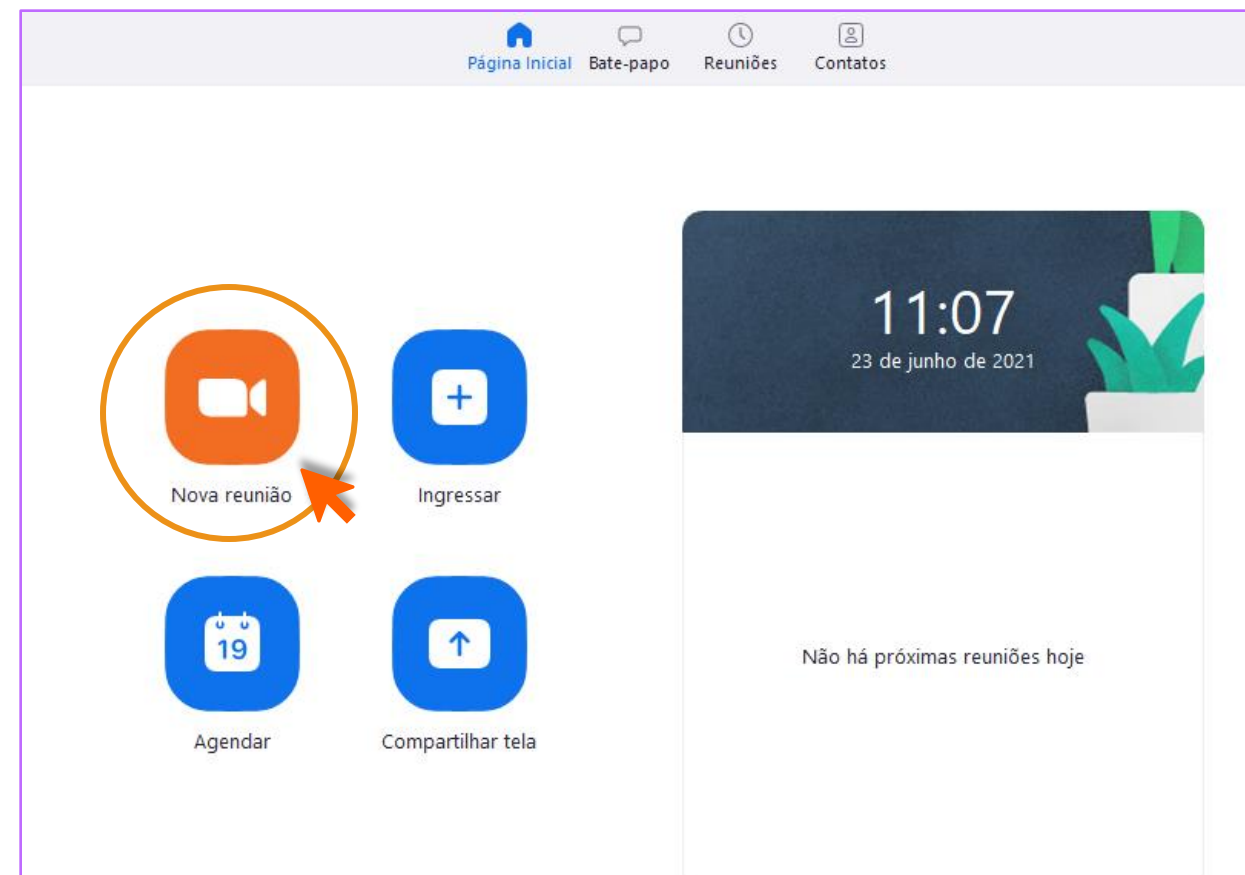 Página Inicial
Bate-papo
Reuniões
Contatos
11:07
23 de junho de 2021
Nova reunião
Ingressar
19
Agendar
Compartilhar tela
Não há próximas reuniões hoje